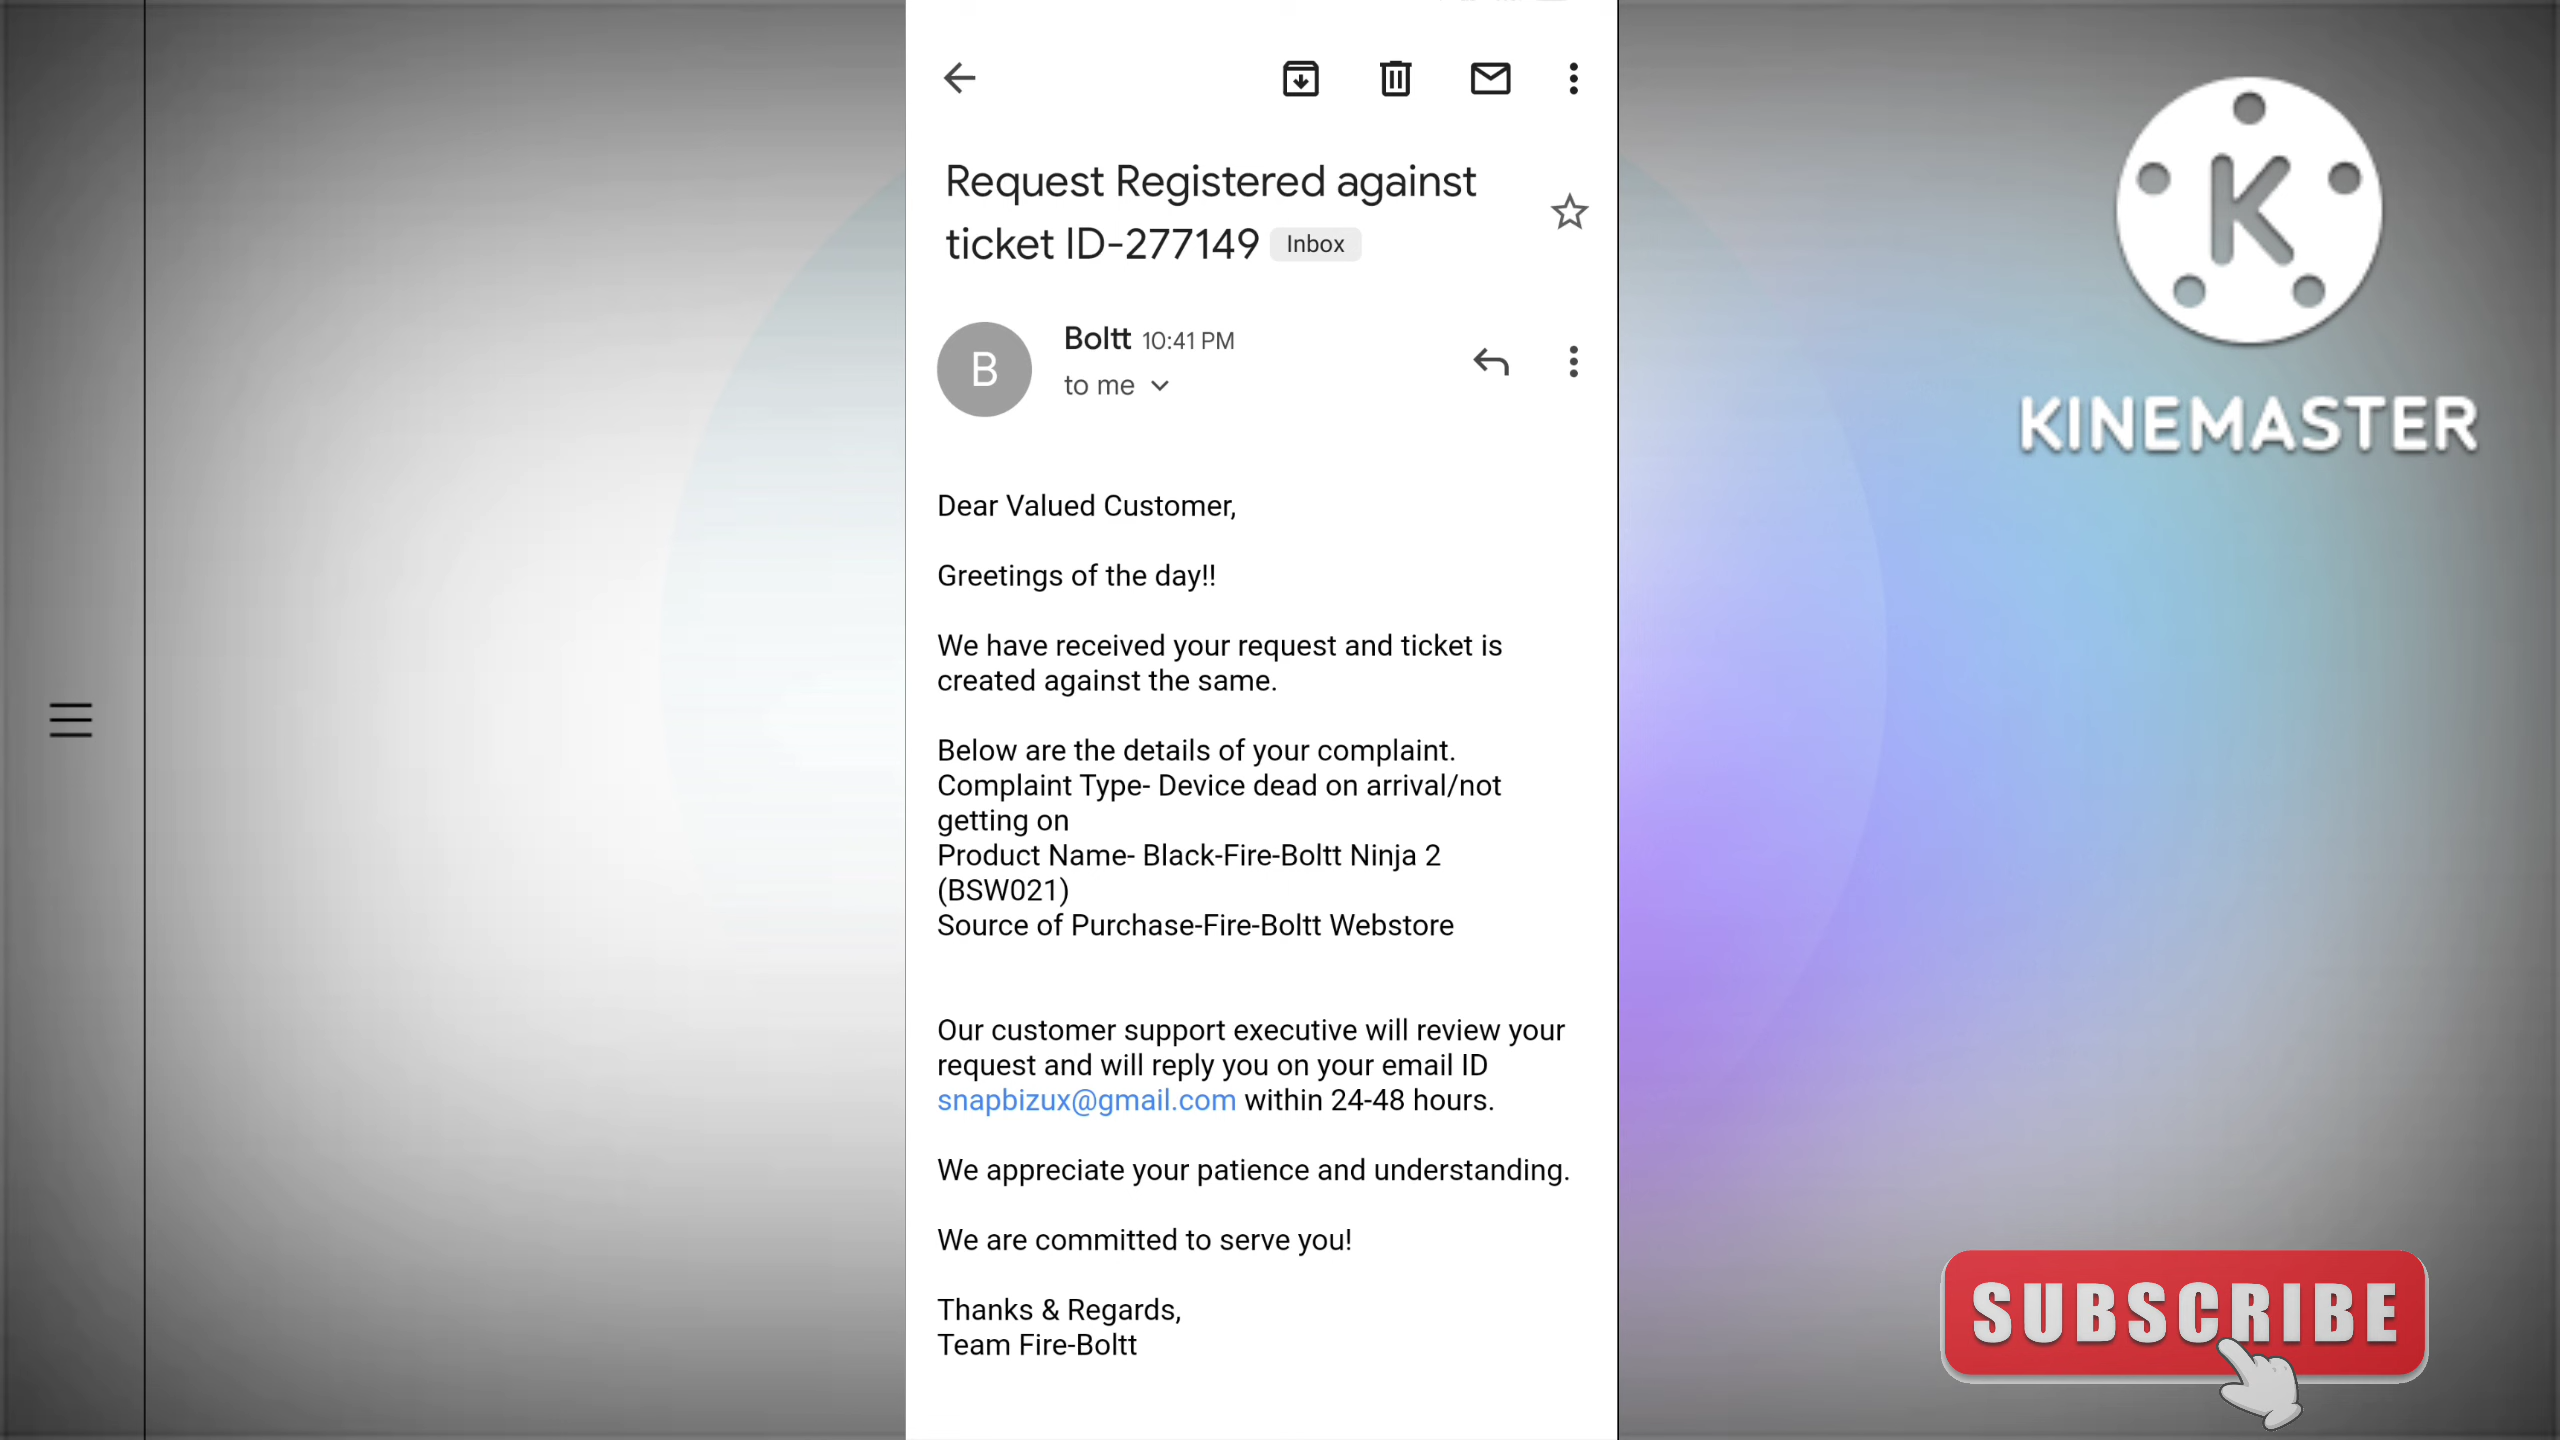 Request Registered against
ticket ID-277149 Inbox
B
Boltt 10:41 PM
to me
Dear Valued Customer,
Greetings of the day!!
We have received your request and ticket is
created against the same.
Below are the details of your complaint.
Complaint Type- Device dead on arrival/not
getting on
Product Name- Black-Fire-Boltt Ninja 2
(BSW021)
Source of Purchase-Fire-Boltt Webstore
Our customer support executive will review your
request and will reply you on your email ID
snapbizux@gmail.com within 24-48 hours.
We appreciate your patience and understanding.
We are committed to serve you!
Thanks & Regards,
Team Fire-Boltt
K
KINEMASTER
SUBSCRIBE